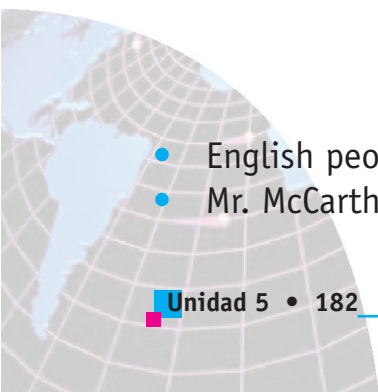 • English peo
• Mr. McCarth
Unidad 5 • 182